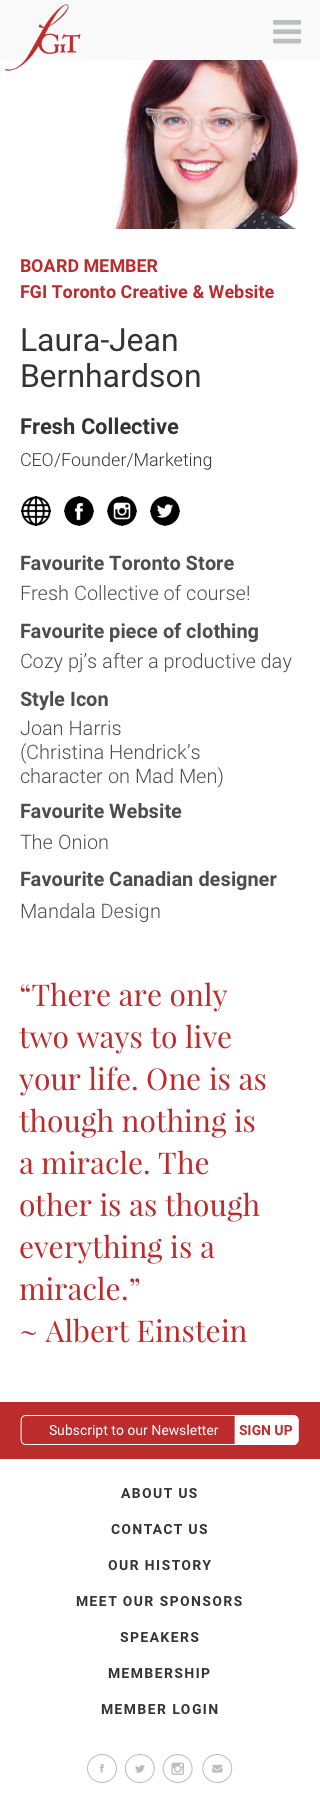 fGiT
BOARD MEMBER
FGI Toronto Creative & Website
Laura-Jean
Bernhardson
Fresh Collective
CEO/Founder/Marketing
Favourite Toronto Store
Fresh Collective of course!
Favourite piece of clothing
Cozy pj’s after a productive day
Style Icon
Joan Harris
(Christina Hendrick’s
character on Mad Men)
Favourite Website
The Onion
Favourite Canadian designer
Mandala Design
“There are only
two ways to live
your life. One is as
though nothing is
a miracle. The
other is as though
everything is a
miracle.”
~ Albert Einstein
Subscript to our Newsletter SIGN UP
ABOUT US
CONTACT US
OUR HISTORY
MEET OUR SPONSORS
SPEAKERS
MEMBERSHIP
MEMBER LOGIN